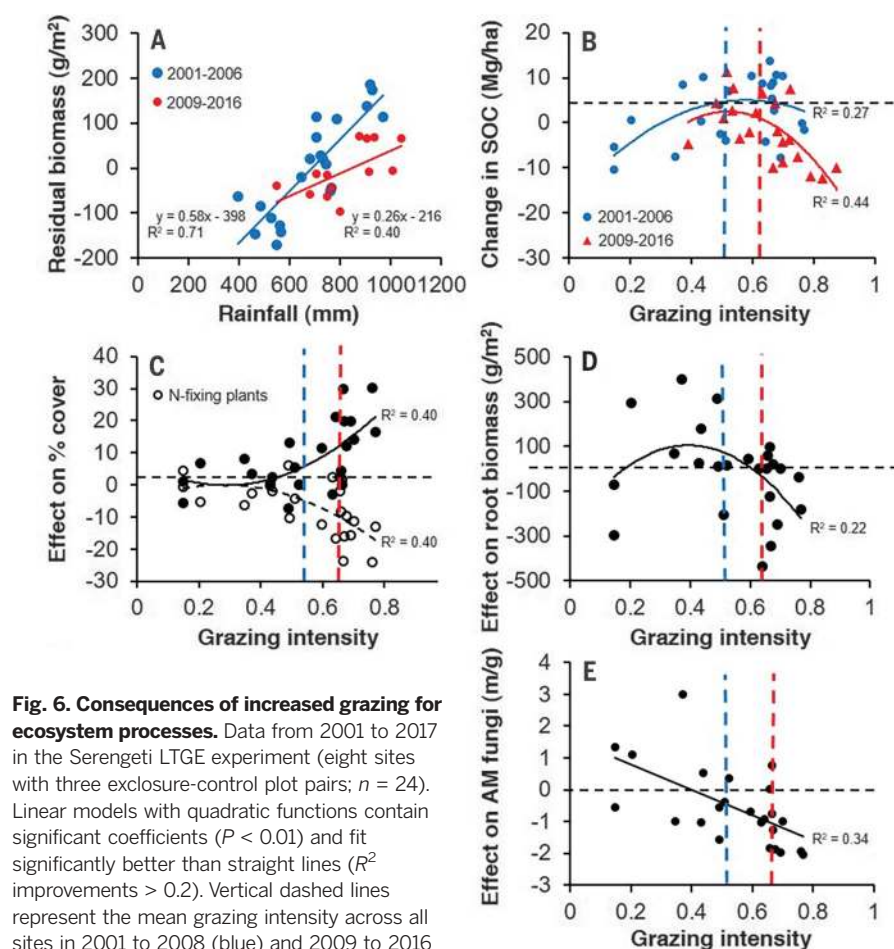 A
Residual biomass (g/m²)
300
200
100
0
-100
-200
2001-2006
2009-2016
y = 0.58x - 398
R² = 0.71
y = 0.26x - 216
R² = 0.40
0 200 400 600 800 1000 1200
Rainfall (mm)
B
Change in SOC (Mg/ha)
20
10
0
-10
-20
-30
R² = 0.27
R² = 0.44
2001-2006
2009-2016
0 0.2 0.4 0.6 0.8 1
Grazing intensity
C
Effect on % cover
40
30
20
10
0
-10
-20
-30
N-fixing plants
R² = 0.40
R² = 0.40
0 0.2 0.4 0.6 0.8
Grazing intensity
D
Effect on root biomass (g/m²)
500
300
100
-100
-300
-500
R² = 0.22
0 0.2 0.4 0.6 0.8 1
Grazing intensity
E
Effect on AM fungi (m/g)
4
3
2
1
0
-1
-2
-3
R² = 0.34
0 0.2 0.4 0.6 0.8 1
Grazing intensity
Fig. 6. Consequences of increased grazing for
ecosystem processes. Data from 2001 to 2017
in the Serengeti LTGE experiment (eight sites
with three exclosure-control plot pairs; n = 24).
Linear models with quadratic functions contain
significant coefficients (P < 0.01) and fit
significantly better than straight lines (R²
improvements > 0.2). Vertical dashed lines
represent the mean grazing intensity across all
sites in 2001 to 2008 (blue) and 2009 to 2016